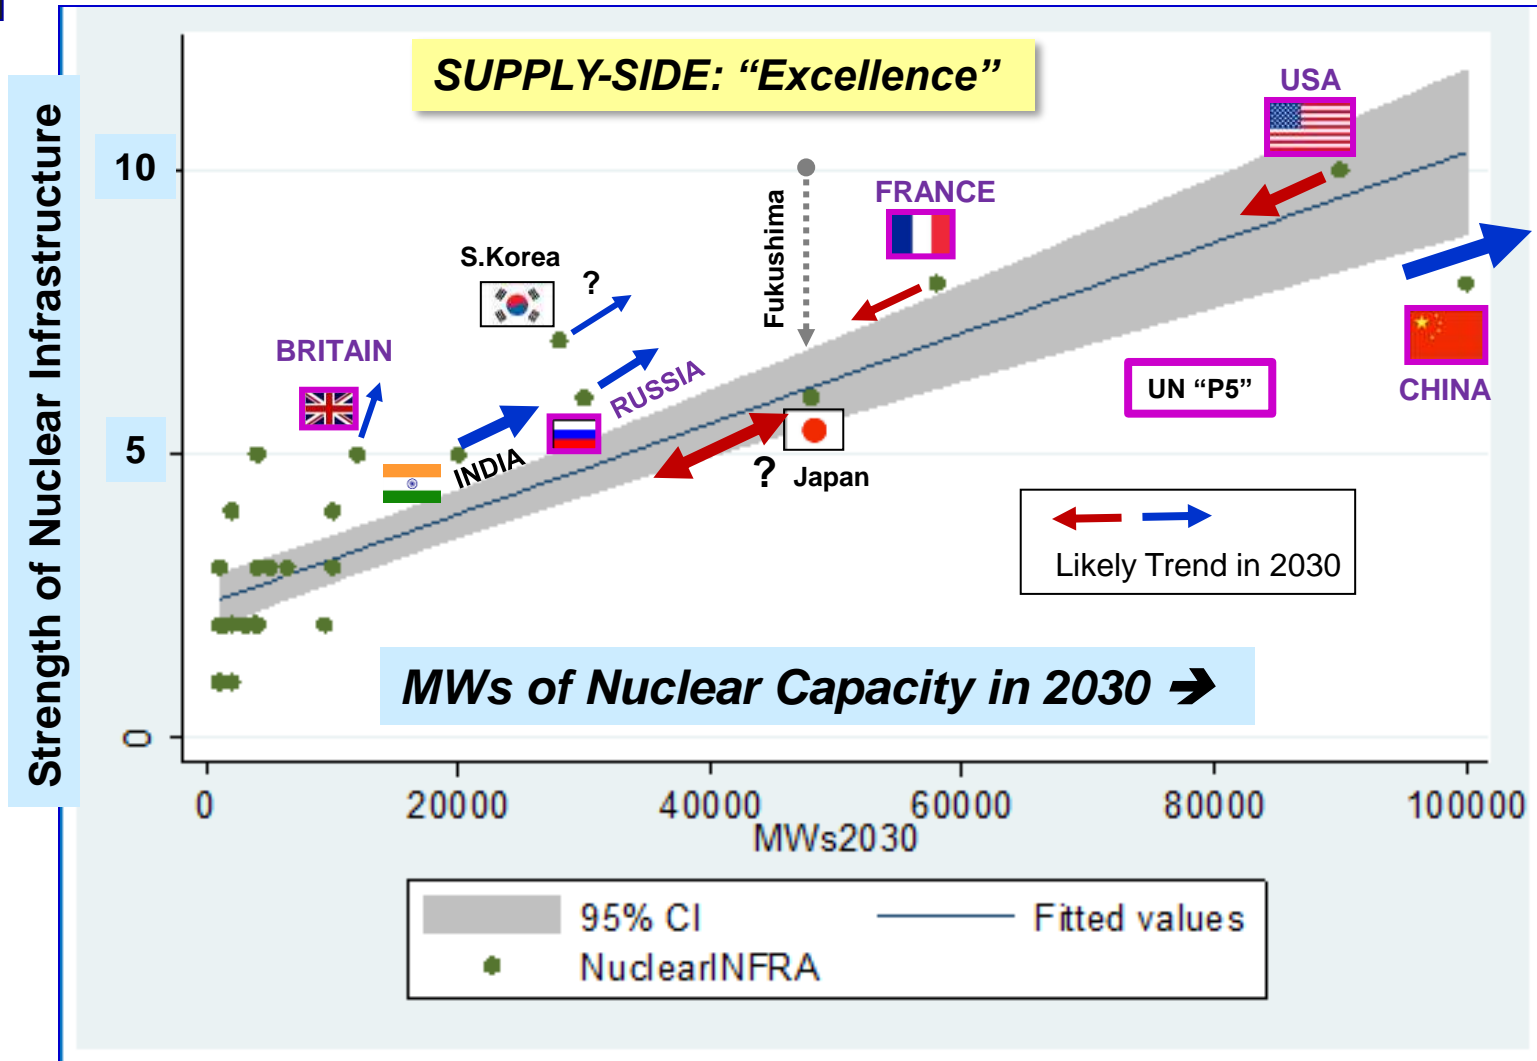 SUPPLY-SIDE: “Excellence”
USA
10
FRANCE
Fukushima
S.Korea
?
BRITAIN
RUSSIA
UN “P5”
CHINA
5
INDIA
?
Japan
Likely Trend in 2030
MWs of Nuclear Capacity in 2030 ➔
Strength of Nuclear Infrastructure
0
0
20000
40000
60000
80000
100000
MWs2030
95% CI
Fitted values
NuclearINFRA